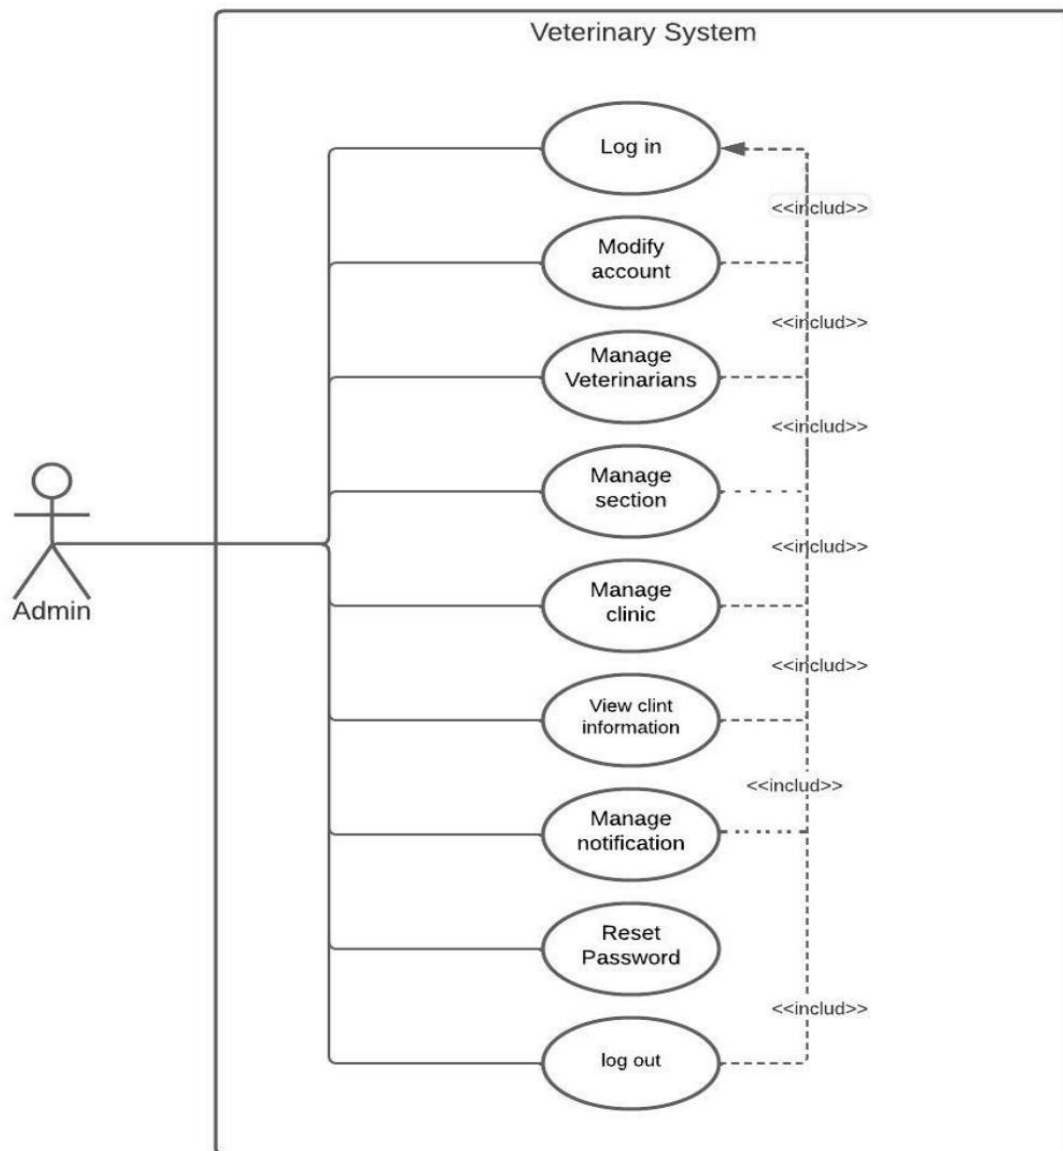 Veterinary System
Log in
<<includ>>
Modify
account
<<includ>>
Manage
Veterinarians
<<includ>>
Manage
section
<<includ>>
Manage
clinic
<<includ>>
View clint
information
<<includ>>
Manage
notification
Reset
Password
<<includ>>
log out
Admin